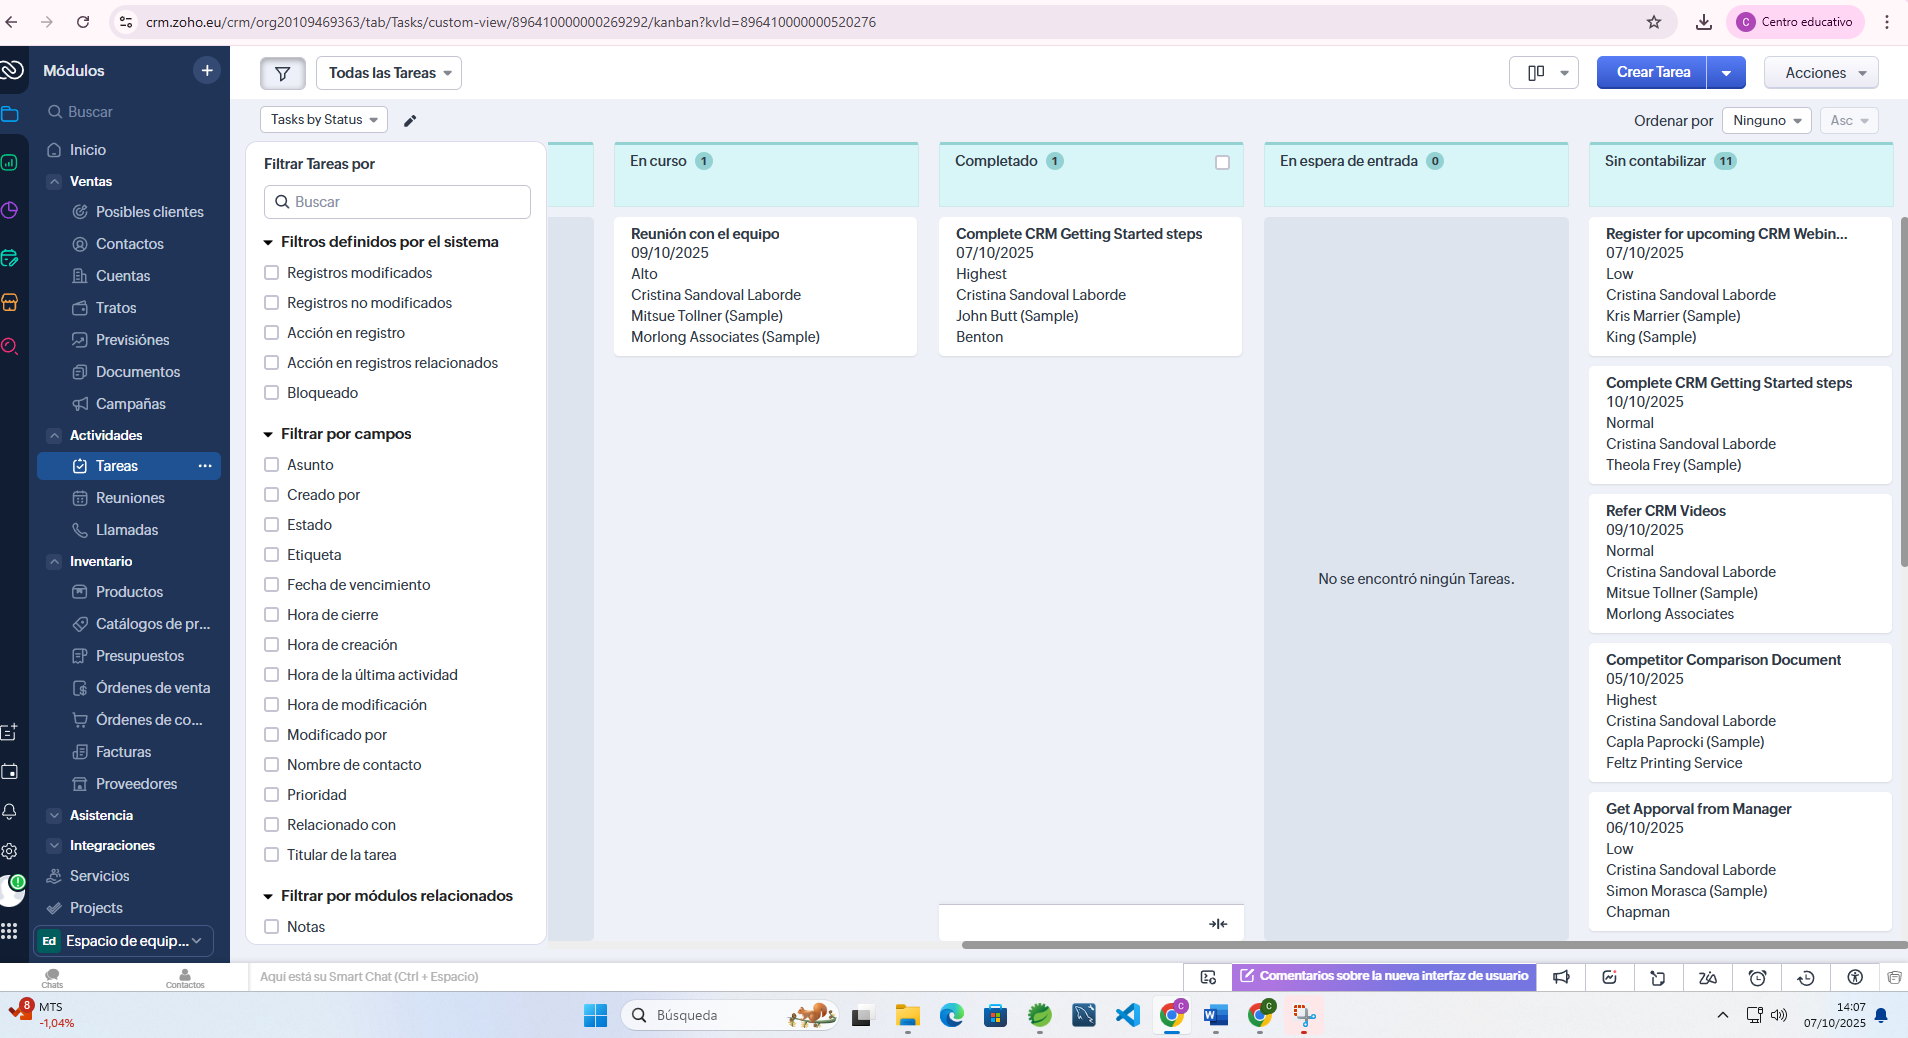 crm.zoho.eu/crm/org20109469363/tab/Tasks/custom-view/896410000000269292/kanban?kvId=896410000000520276
C
Centro educativo
Módulos
Todas las Tareas
Crear Tarea
Acciones
Buscar
Tasks by Status
Ordenar por
Ninguno
Asc
Inicio
Ventas
Posibles clientes
Contactos
Cuentas
Tratos
Previsiónes
Documentos
Campañas
Actividades
Tareas
Reuniones
Llamadas
Inventario
Productos
Catálogos de pr...
Presupuestos
Órdenes de venta
Órdenes de co...
Facturas
Proveedores
Asistencia
Integraciones
Servicios
Projects
Ed Espacio de equip...
Filtrar Tareas por
Buscar
Filtros definidos por el sistema
Registros modificados
Registros no modificados
Acción en registro
Acción en registros relacionados
Bloqueado
Filtrar por campos
Asunto
Creado por
Estado
Etiqueta
Fecha de vencimiento
Hora de cierre
Hora de creación
Hora de la última actividad
Hora de modificación
Modificado por
Nombre de contacto
Prioridad
Relacionado con
Titular de la tarea
Filtrar por módulos relacionados
Notas
En curso 1
Reunión con el equipo
09/10/2025
Alto
Cristina Sandoval Laborde
Mitsue Tollner (Sample)
Morlong Associates (Sample)
Completado 1
Complete CRM Getting Started steps
07/10/2025
Highest
Cristina Sandoval Laborde
John Butt (Sample)
Benton
En espera de entrada 0
No se encontró ningún Tareas.
Sin contabilizar 11
Register for upcoming CRM Webin...
07/10/2025
Low
Cristina Sandoval Laborde
Kris Marrier (Sample)
King (Sample)
Complete CRM Getting Started steps
10/10/2025
Normal
Cristina Sandoval Laborde
Theola Frey (Sample)
Refer CRM Videos
09/10/2025
Normal
Cristina Sandoval Laborde
Mitsue Tollner (Sample)
Morlong Associates
Competitor Comparison Document
05/10/2025
Highest
Cristina Sandoval Laborde
Capla Paprocki (Sample)
Feltz Printing Service
Get Apporval from Manager
06/10/2025
Low
Cristina Sandoval Laborde
Simon Morasca (Sample)
Chapman
Chats
Contactos
Aquí está su Smart Chat (Ctrl + Espacio)
Comentarios sobre la nueva interfaz de usuario
8
MTS
-1,04%
Búsqueda
C
C
14:07
07/10/2025